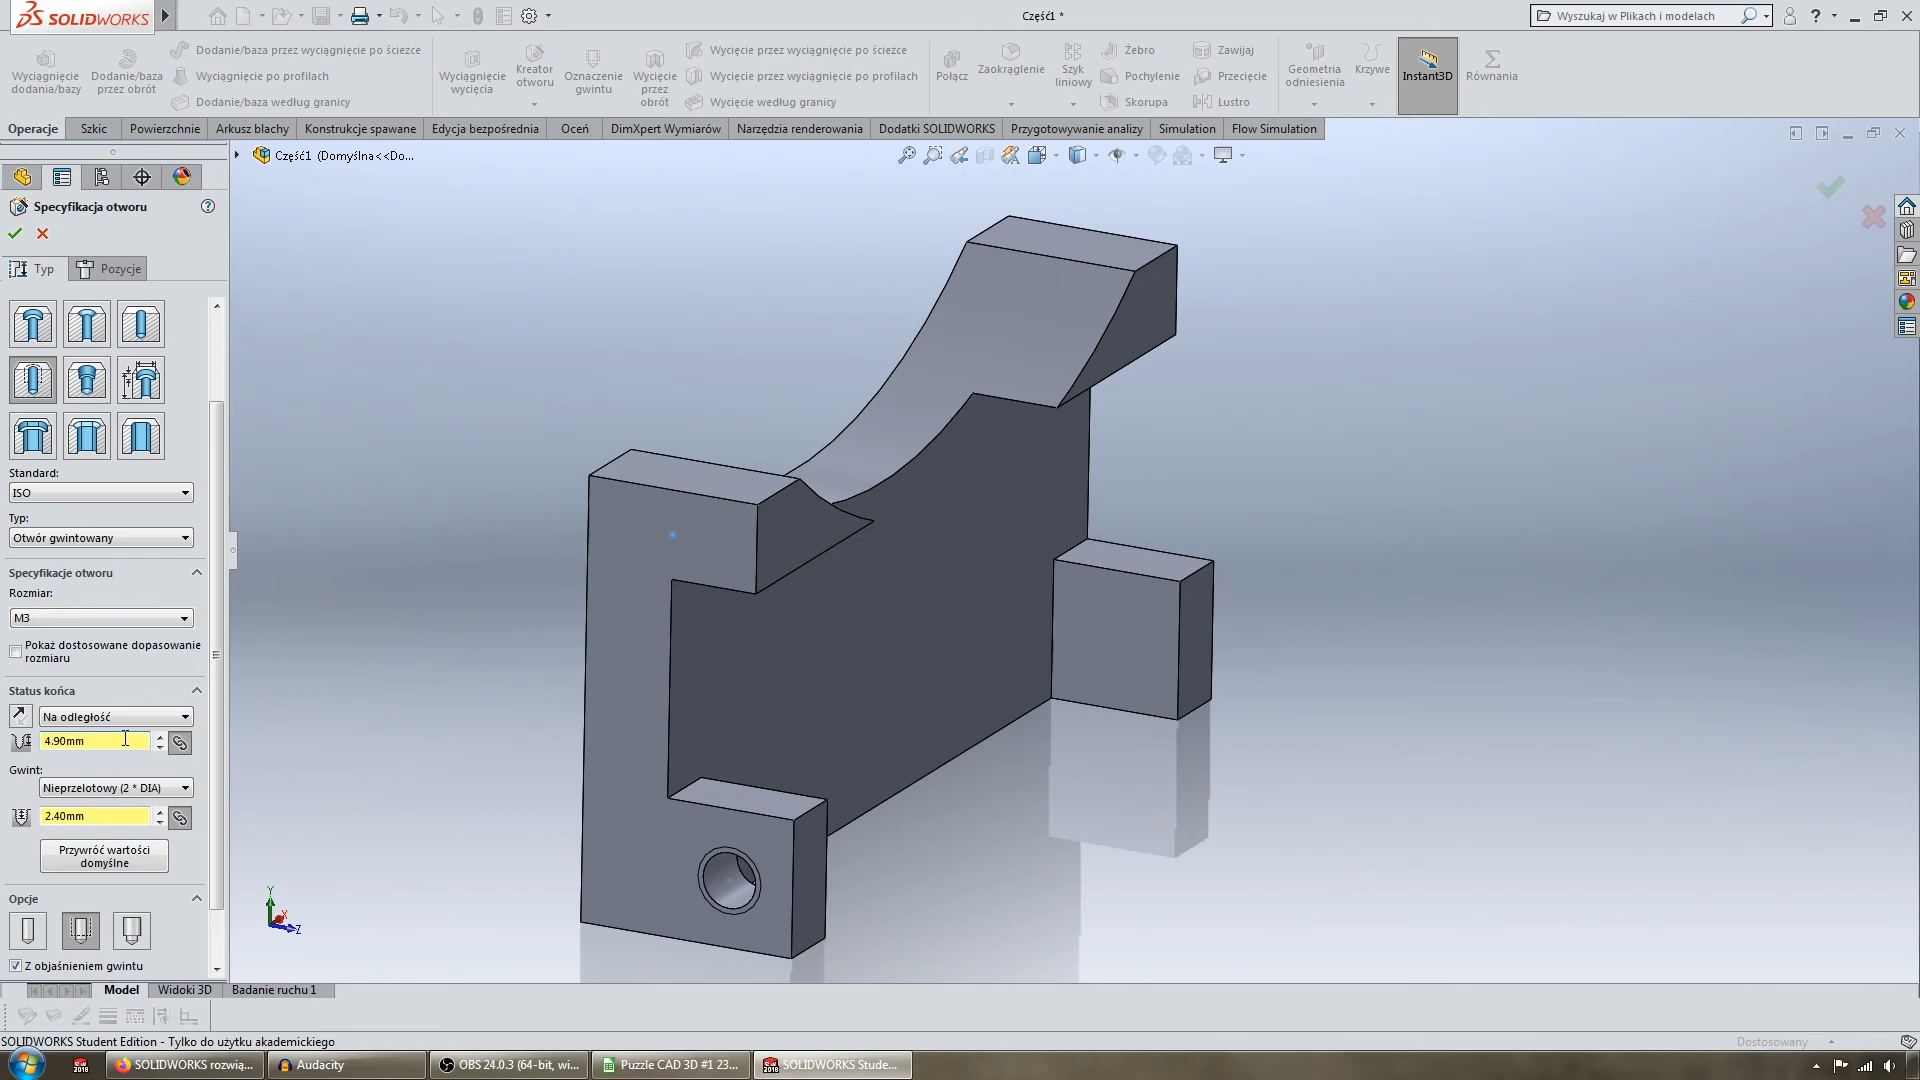 SOLIDWORKS
Część1 *
Wyszukaj w Plikach i modelach
?
Wyciągnięcie
dodania/bazy
Dodanie/baza
przez obrót
Dodanie/baza przez wyciągnięcie po ścieżce
Wyciągnięcie po profilach
Dodanie/baza według granicy
Wyciągnięcie
wycięcia
Kreator
otworu
Oznaczenie
gwintu
Wycięcie
przez
obrót
Wycięcie przez wyciągnięcie po ścieżce
Wycięcie przez wyciągnięcie po profilach
Wycięcie według granicy
Połącz
Zaokrąglenie
Szyk
liniowy
Żebro
Pochylenie
Skorupa
Zawijaj
Przecięcie
Lustro
Geometria
odniesienia
Krzywe
Instant3D
Równania
Operacje
Szkic
Powierzchnie
Arkusz blachy
Konstrukcje spawane
Edycja bezpośrednia
Oceń
DimXpert Wymiarów
Narzędzia renderowania
Dodatki SOLIDWORKS
Przygotowywanie analizy
Simulation
Flow Simulation
Część1 (Domyślna<<Do...
Specyfikacja otworu
?
Typ
Pozycje
Standard:
ISO
Typ:
Otwór gwintowany
Specyfikacje otworu
Rozmiar:
M3
Pokaż dostosowane dopasowanie
rozmiaru
Status końca
Na odległość
4.90mm
Gwint:
Nieprzelotowy (2 * DIA)
2.40mm
Przywróć wartości
domyślne
Opcje
Z objaśnieniem gwintu
Y
X
Z
Model
Widoki 3D
Badanie ruchu 1
SOLIDWORKS Student Edition - Tylko do użytku akademickiego
Dostosowany
2018
SOLIDWORKS rozwią...
Audacity
OBS 24.0.3 (64-bit, wi...
Puzzle CAD 3D #1 23...
2018
SOLIDWORKS Stude...